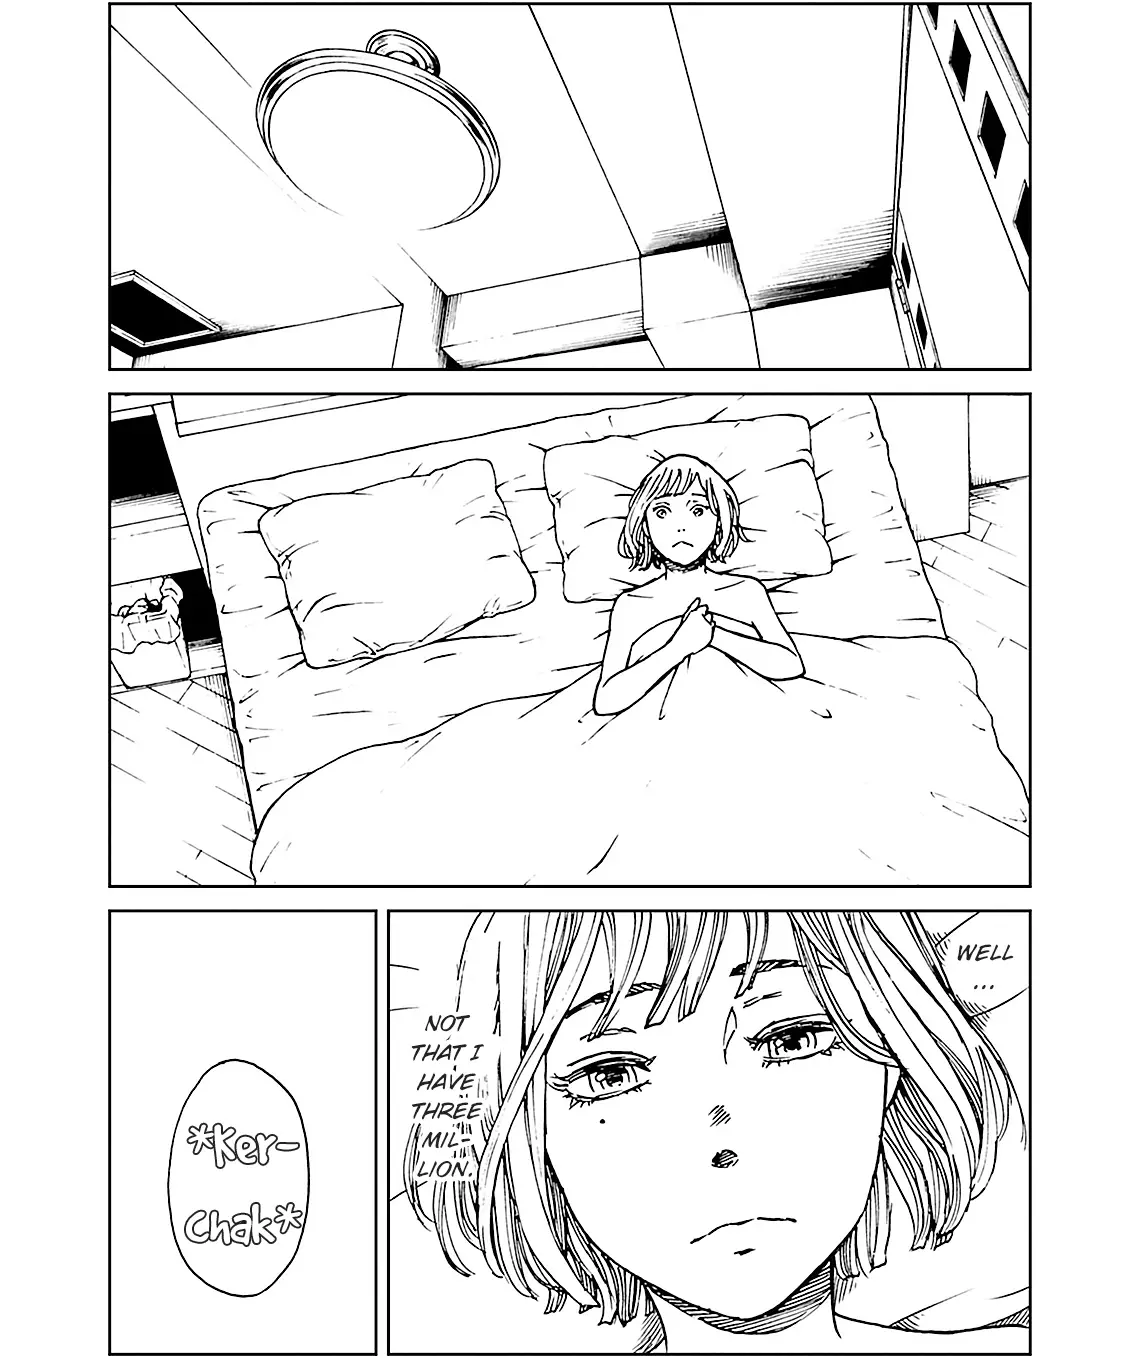 WELL
...
NOT
THAT I
HAVE
THREE
MIL-
LION.
*Ker-
Chak*